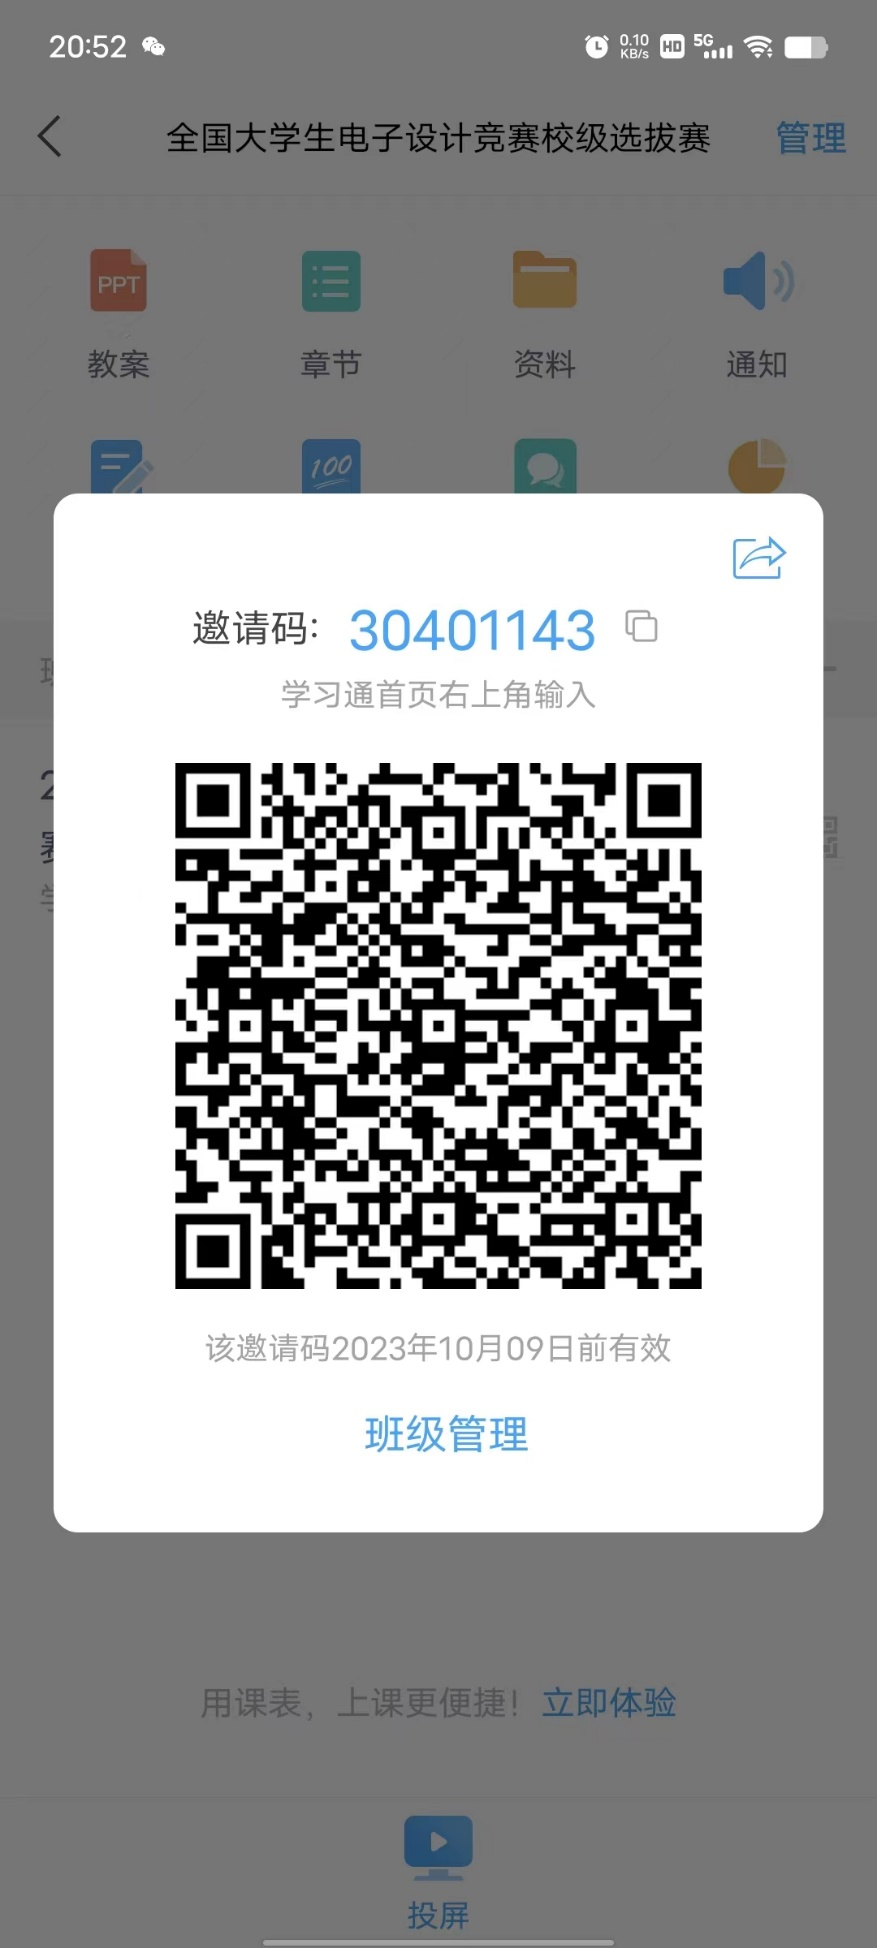 20:52
0.10
KB/s
HD
5G
全国大学生电子设计竞赛校级选拔赛
管理
PPT
教案
章节
资料
通知
100
邀请码:
30401143
学习通首页右上角输入
该邀请码2023年10月09日前有效
班级管理
用课表，上课更便捷！
立即体验
投屏